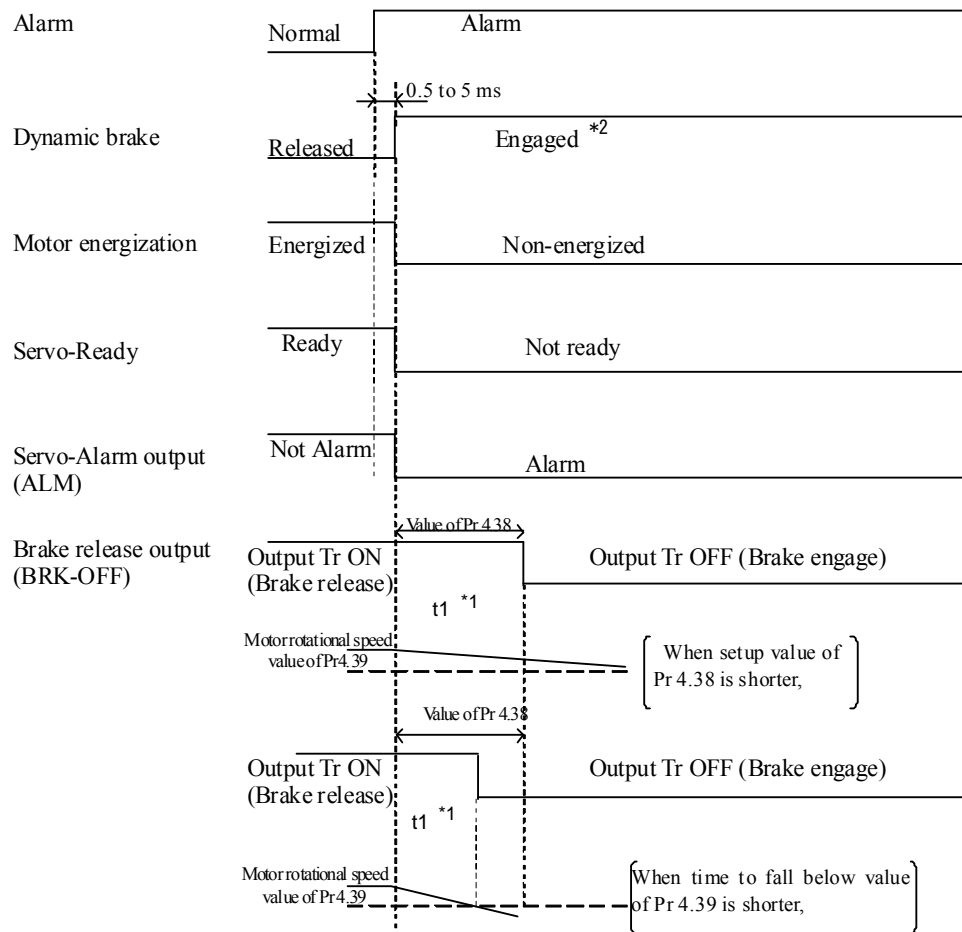 Alarm
Normal
Alarm
0.5 to 5 ms
Dynamic brake
Released
Engaged *2
Motor energization
Energized
Non-energized
Servo-Ready
Ready
Not ready
Servo-Alarm output
(ALM)
Not Alarm
Alarm
Value of Pr 4.38
Brake release output
(BRK-OFF)
Output Tr ON
(Brake release)
Output Tr OFF (Brake engage)
t1 *1
Motor rotational speed
value of Pr4.39
When setup value of
Pr 4.38 is shorter,
Value of Pr 4.38
Output Tr ON
(Brake release)
Output Tr OFF (Brake engage)
t1 *1
Motor rotational speed
value of Pr4.39
When time to fall below value
of Pr 4.39 is shorter,